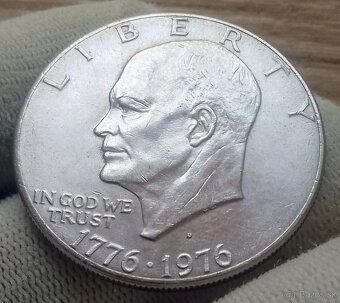 LIBERTY
IN GOD WE
TRUST
D
1776 · 1976